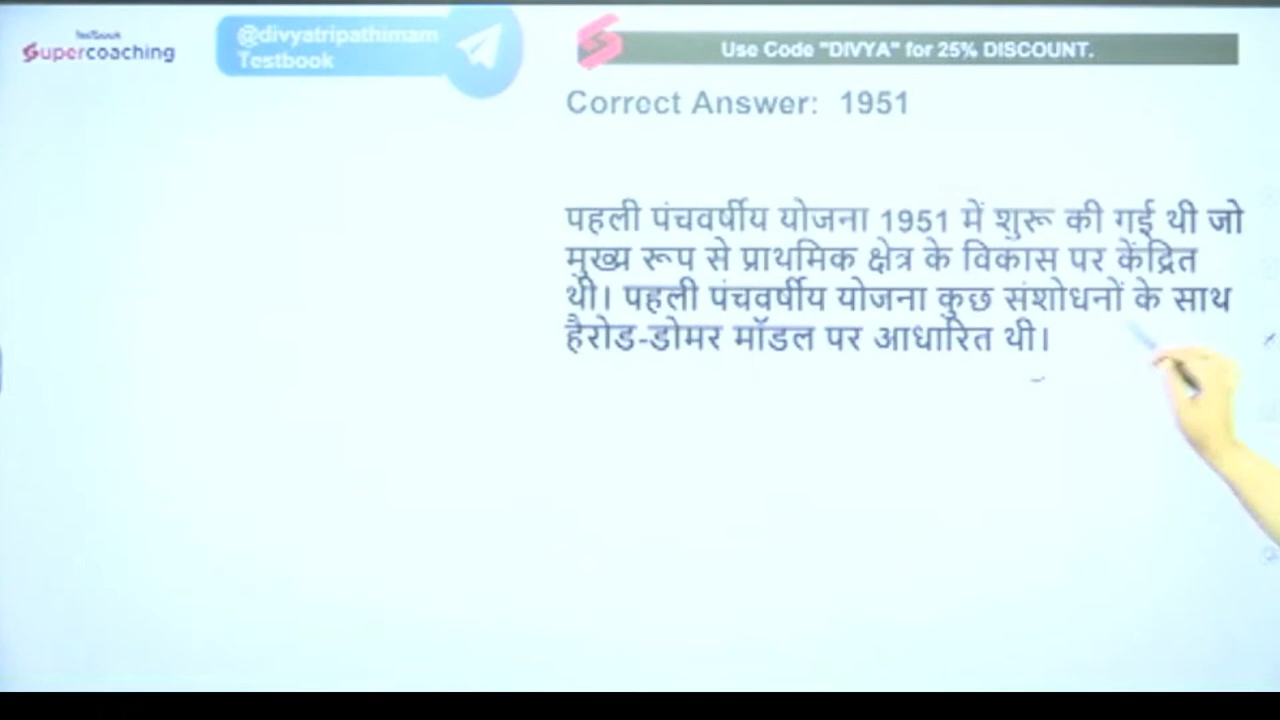 testbook
Supercoaching
@divyatripathimam
Testbook
Use Code "DIVYA" for 25% DISCOUNT.
Correct Answer: 1951
पहली पंचवर्षीय योजना 1951 में शुरू की गई थी जो
मुख्य रूप से प्राथमिक क्षेत्र के विकास पर केंद्रित
थी। पहली पंचवर्षीय योजना कुछ संशोधनों के साथ
हैरोड-डोमर मॉडल पर आधारित थी।